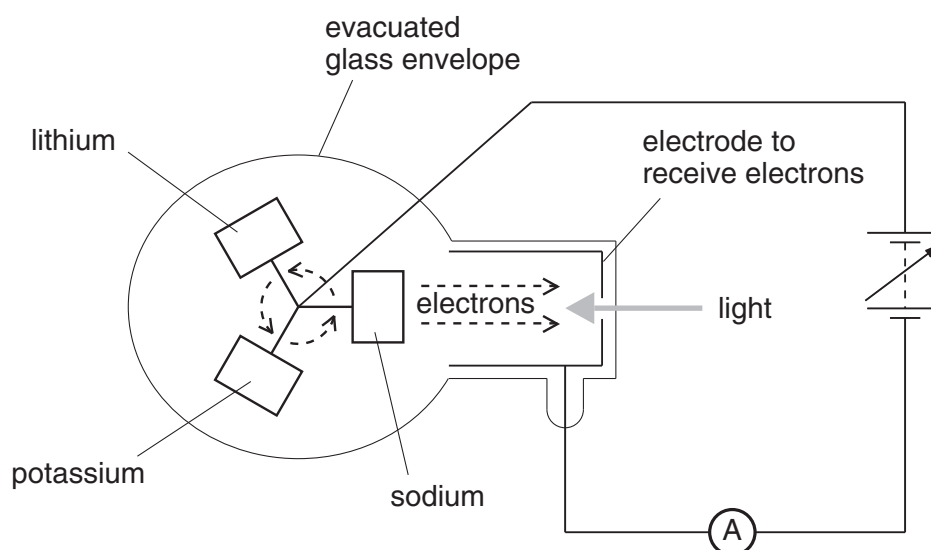 evacuated
glass envelope
lithium
electrode to
receive electrons
electrons
light
potassium
sodium
A